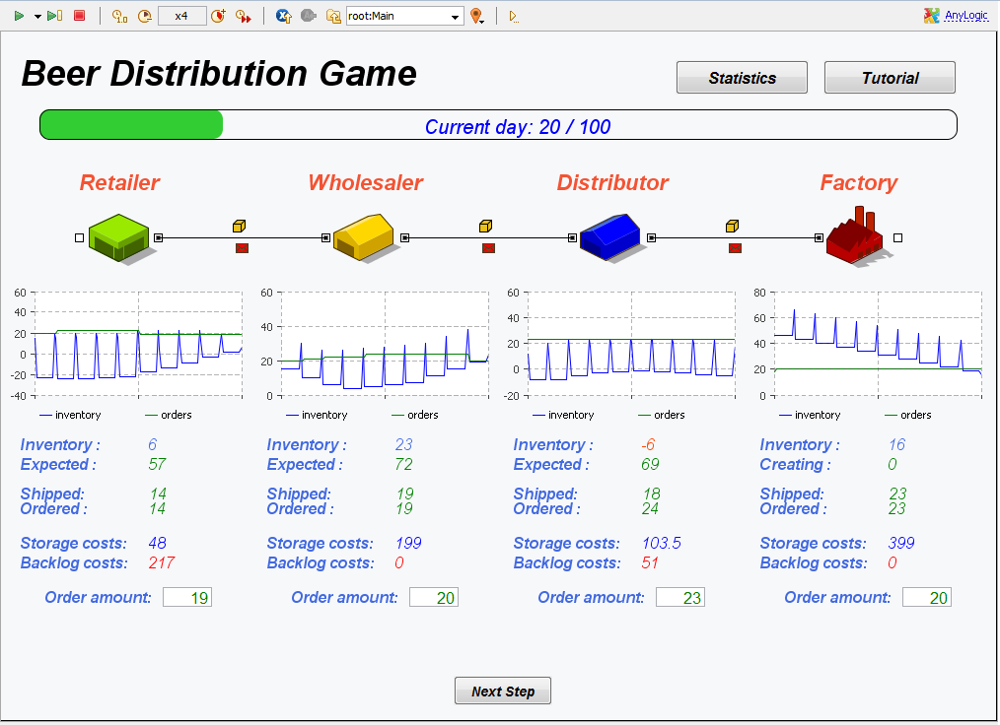 x4 root:Main AnyLogic
Beer Distribution Game
Statistics Tutorial
Current day: 20 / 100
Retailer Wholesaler Distributor Factory
60 60 60 80
40 40 40 60
20 20 20 40
0 0 20
-20 0
-40 0 -20 0
inventory orders inventory orders inventory orders inventory orders
Inventory : 6 Inventory : 23 Inventory : -6 Inventory : 16
Expected : 57 Expected : 72 Expected : 69 Creating : 0
Shipped: 14 Shipped: 19 Shipped: 18 Shipped: 23
Ordered : 14 Ordered : 19 Ordered : 24 Ordered : 23
Storage costs: 48 Storage costs: 199 Storage costs: 103.5 Storage costs: 399
Backlog costs: 217 Backlog costs: 0 Backlog costs: 51 Backlog costs: 0
Order amount: 19 Order amount: 20 Order amount: 23 Order amount: 20
Next Step